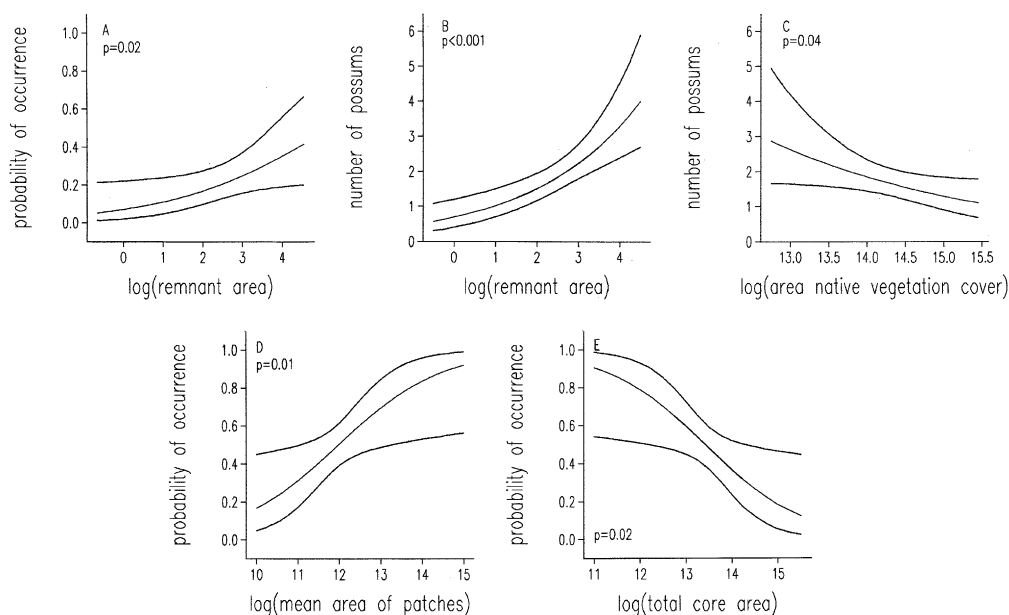 A
p=0.02
probability of occurrence
1.0
0.8
0.6
0.4
0.2
0.0
0 1 2 3 4
log(remnant area)
B
p<0.001
number of possums
6
5
4
3
2
1
0
0 1 2 3 4
log(remnant area)
C
p=0.04
number of possums
6
5
4
3
2
1
0
13.0 13.5 14.0 14.5 15.0 15.5
log(area native vegetation cover)
D
p=0.01
probability of occurrence
1.0
0.8
0.6
0.4
0.2
0.0
10 11 12 13 14 15
log(mean area of patches)
E
probability of occurrence
1.0
0.8
0.6
0.4
0.2
0.0
p=0.02
11 12 13 14 15
log(total core area)